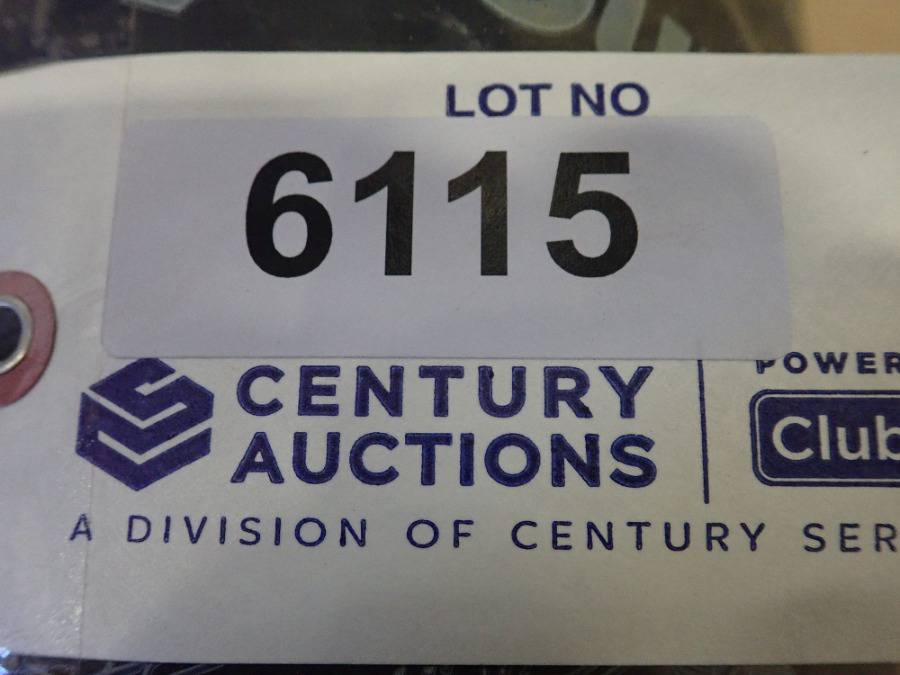 LOT NO
6115
CENTURY
AUCTIONS
POWER
Club
A DIVISION OF CENTURY SER